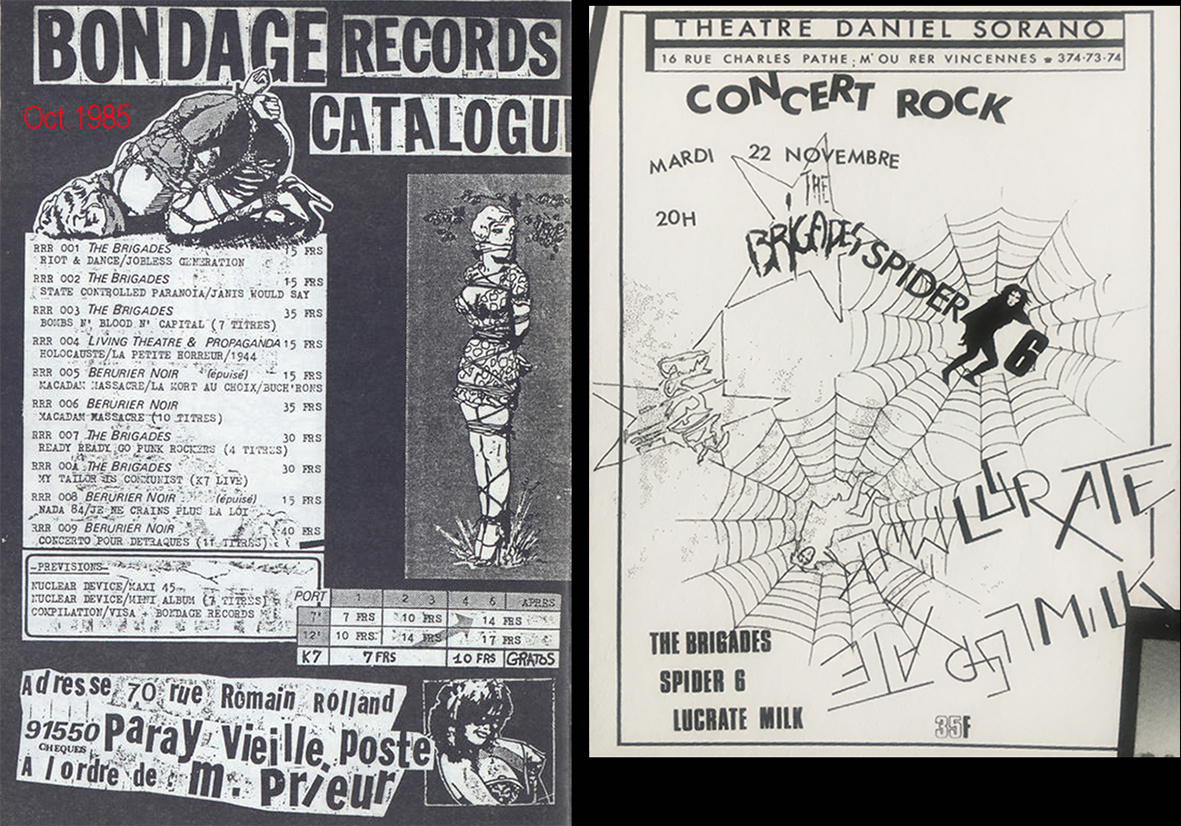 BONDAGE RECORDS
CATALOGU
Oct 1985
RRR 001 THE BRIGADES 15 FRS
RIOT & DANCE/JOBLESS GENERATION
RRR 002 THE BRIGADES 15 FRS
STATE CONTROLLED PARANOIA/JANIS WOULD SAY
RRR 003 THE BRIGADES 35 FRS
BOMBS N' BLOOD N' CAPITAL (7 TITRES)
RRR 004 LIVING THEATRE & PROPAGANDA 15 FRS
HOLOCAUSTE/LA PETITE HORREUR/1944
RRR 005 BERURIER NOIR (épuisé) 15 FRS
MACADAM MASSACRE/LA MORT AU CHOIX/BUCH'RONS
RRR 006 BERURIER NOIR 35 FRS
MACADAM MASSACRE (10 TITRES)
RRR 007 THE BRIGADES 30 FRS
READY READY GO PUNK ROCKERS (4 TITRES)
RRR 00A THE BRIGADES 30 FRS
MY TAILOR IS COMMUNIST (K7 LIVE)
RRR 008 BERURIER NOIR (épuisé) 15 FRS
NADA 84/JE NE CRAINS PLUS LA LOI
RRR 009 BERURIER NOIR 40 FRS
CONCERTO POUR DETRAQUES (11 TITRES)
PREVISIONS
NUCLEAR DEVICE/MAXI 45
NUCLEAR DEVICE/MINI ALBUM (7 TITRES)
COMPILATION/VISA + BONDAGE RECORDS
PORT 1 2 3 4 6 APRES
7' 7 FRS 10 FRS 14 FRS
12' 10 FRS 14 FRS 17 FRS
K7 7 FRS 10 FRS GRATOS
Adresse 70 rue Romain Rolland
91550 Paray vieille poste
CHEQUES
A l ordre de: m. Prieur
THEATRE DANIEL SORANO
16 RUE CHARLES PATHE, M° OU RER VINCENNES ☎ 374·73·74
CONCERT ROCK
MARDI 22 NOVEMBRE
20H
THE
BRIGADES
SPIDER
6
LUCRATE
MILK
THE BRIGADES
SPIDER 6
LUCRATE MILK
35F